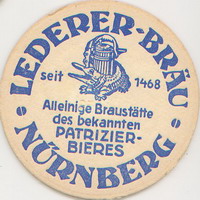 LEDERER-BRÄU
seit 1468
Alleinige Braustätte
des bekannten
PATRIZIER-
BIERES
NÜRNBERG